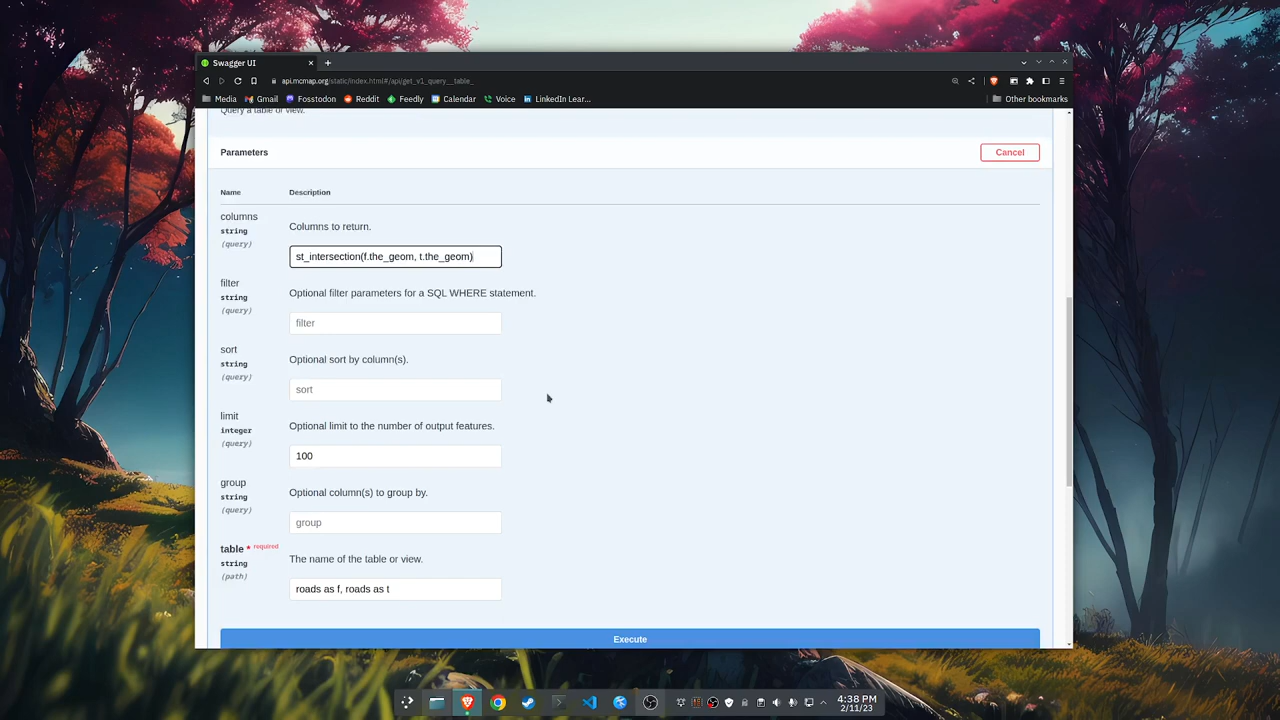 Swagger UI
api.mcmap.org/static/index.html#/api/get_v1_query__table_
Media Gmail Fosstodon Reddit Feedly Calendar Voice LinkedIn Lear... Other bookmarks
Query a table or view.
Parameters Cancel
Name Description
columns
string
(query)
Columns to return.
st_intersection(f.the_geom, t.the_geom)
filter
string
(query)
Optional filter parameters for a SQL WHERE statement.
filter
sort
string
(query)
Optional sort by column(s).
sort
limit
integer
(query)
Optional limit to the number of output features.
100
group
string
(query)
Optional column(s) to group by.
group
table * required
string
(path)
The name of the table or view.
roads as f, roads as t
Execute
4:38 PM
2/11/23